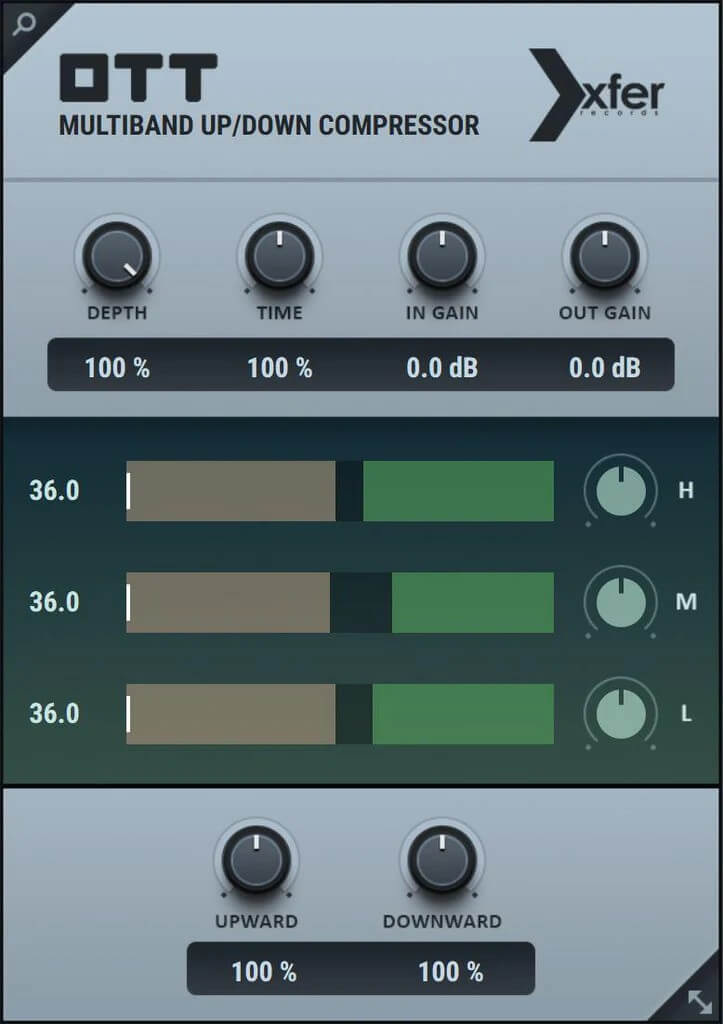 OTT
MULTIBAND UP/DOWN COMPRESSOR
xfer
records
DEPTH TIME IN GAIN OUT GAIN
100 % 100 % 0.0 dB 0.0 dB
36.0 H
36.0 M
36.0 L
UPWARD DOWNWARD
100 % 100 %